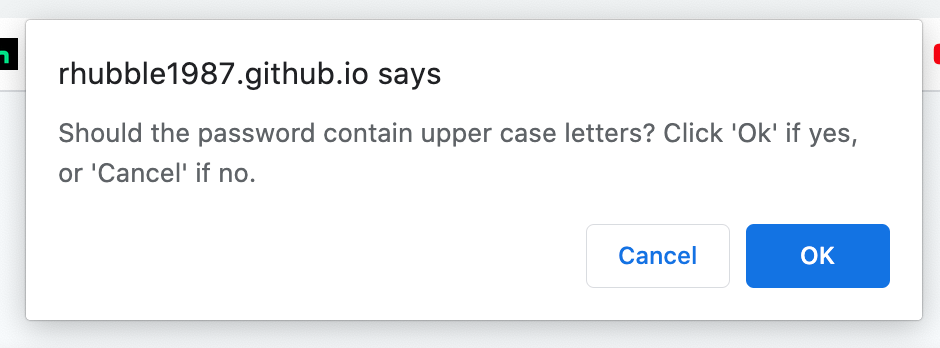 rhubble1987.github.io says
Should the password contain upper case letters? Click 'Ok' if yes,
or 'Cancel' if no.
Cancel
OK